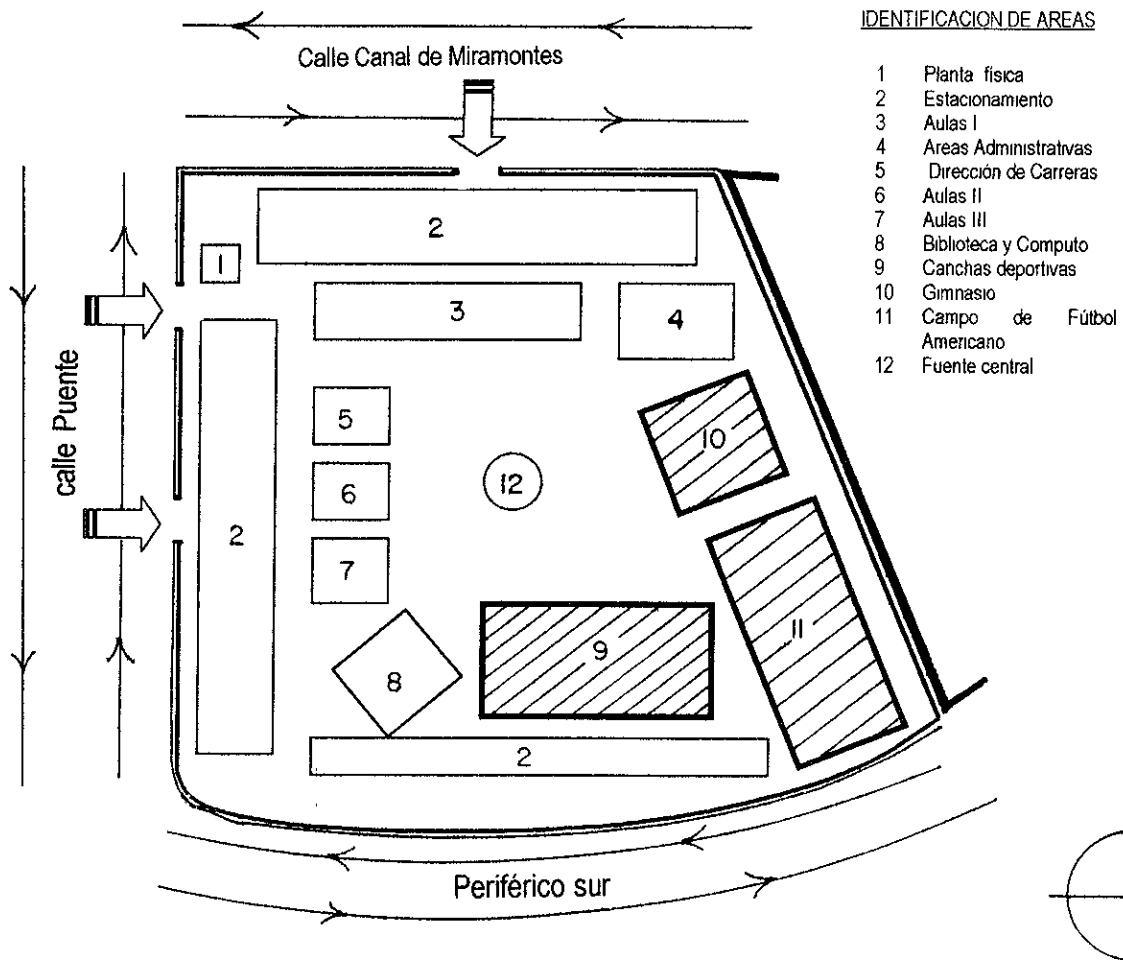 IDENTIFICACION DE AREAS
Calle Canal de Miramontes
1 Planta física
2 Estacionamiento
3 Aulas I
4 Areas Administrativas
5 Dirección de Carreras
6 Aulas II
7 Aulas III
8 Biblioteca y Computo
9 Canchas deportivas
10 Gimnasio
11 Campo de Fútbol
Americano
12 Fuente central
2
1
3
4
calle Puente
5
10
6
12
2
7
11
9
8
2
Periférico sur